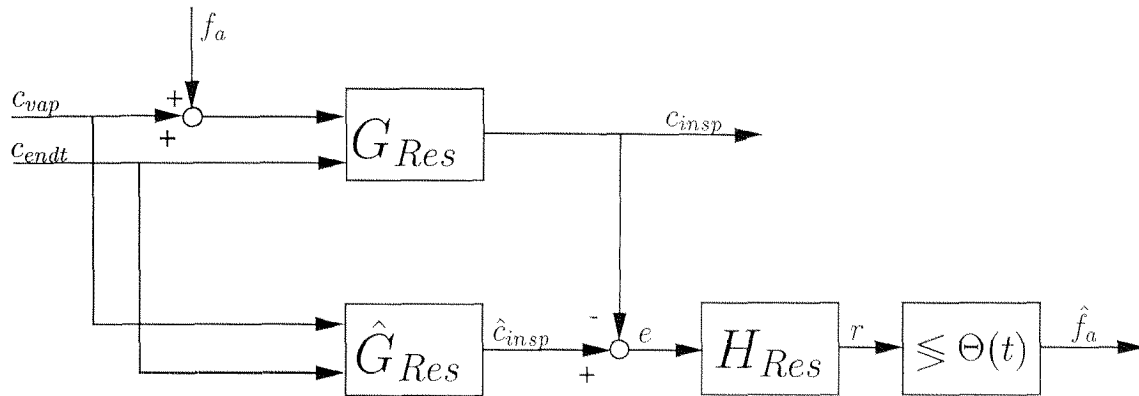 f_a
c_vap
+
+
c_endt
G_Res
c_insp
Ĝ_Res
ĉ_insp
-
+
e
H_Res
r
≶ Θ(t)
f̂_a